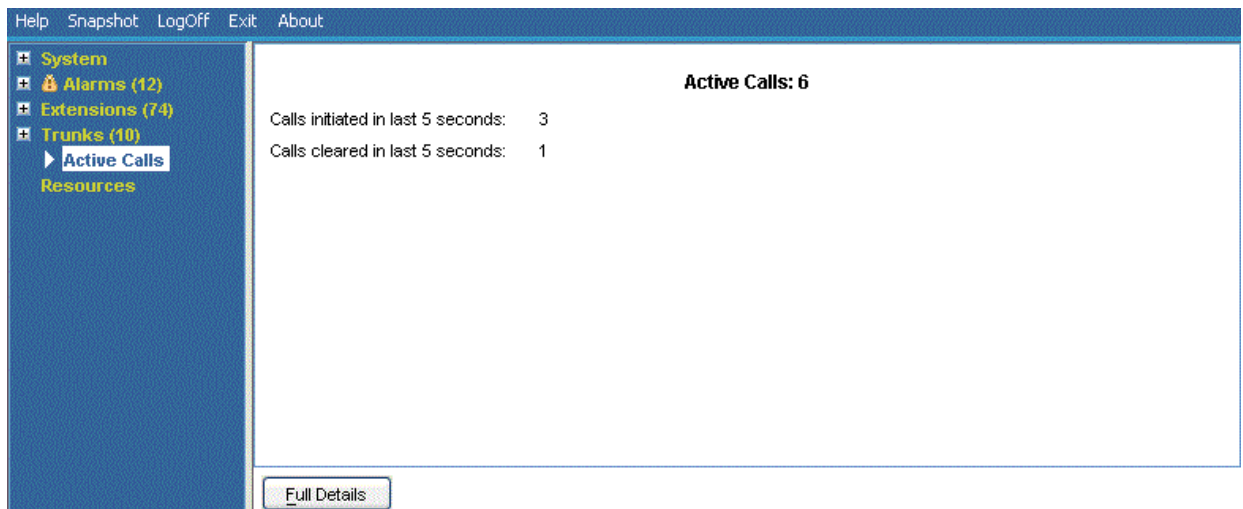 Help Snapshot LogOff Exit About
System
Alarms (12)
Extensions (74)
Trunks (10)
Active Calls
Resources
Active Calls: 6
Calls initiated in last 5 seconds: 3
Calls cleared in last 5 seconds: 1
Full Details